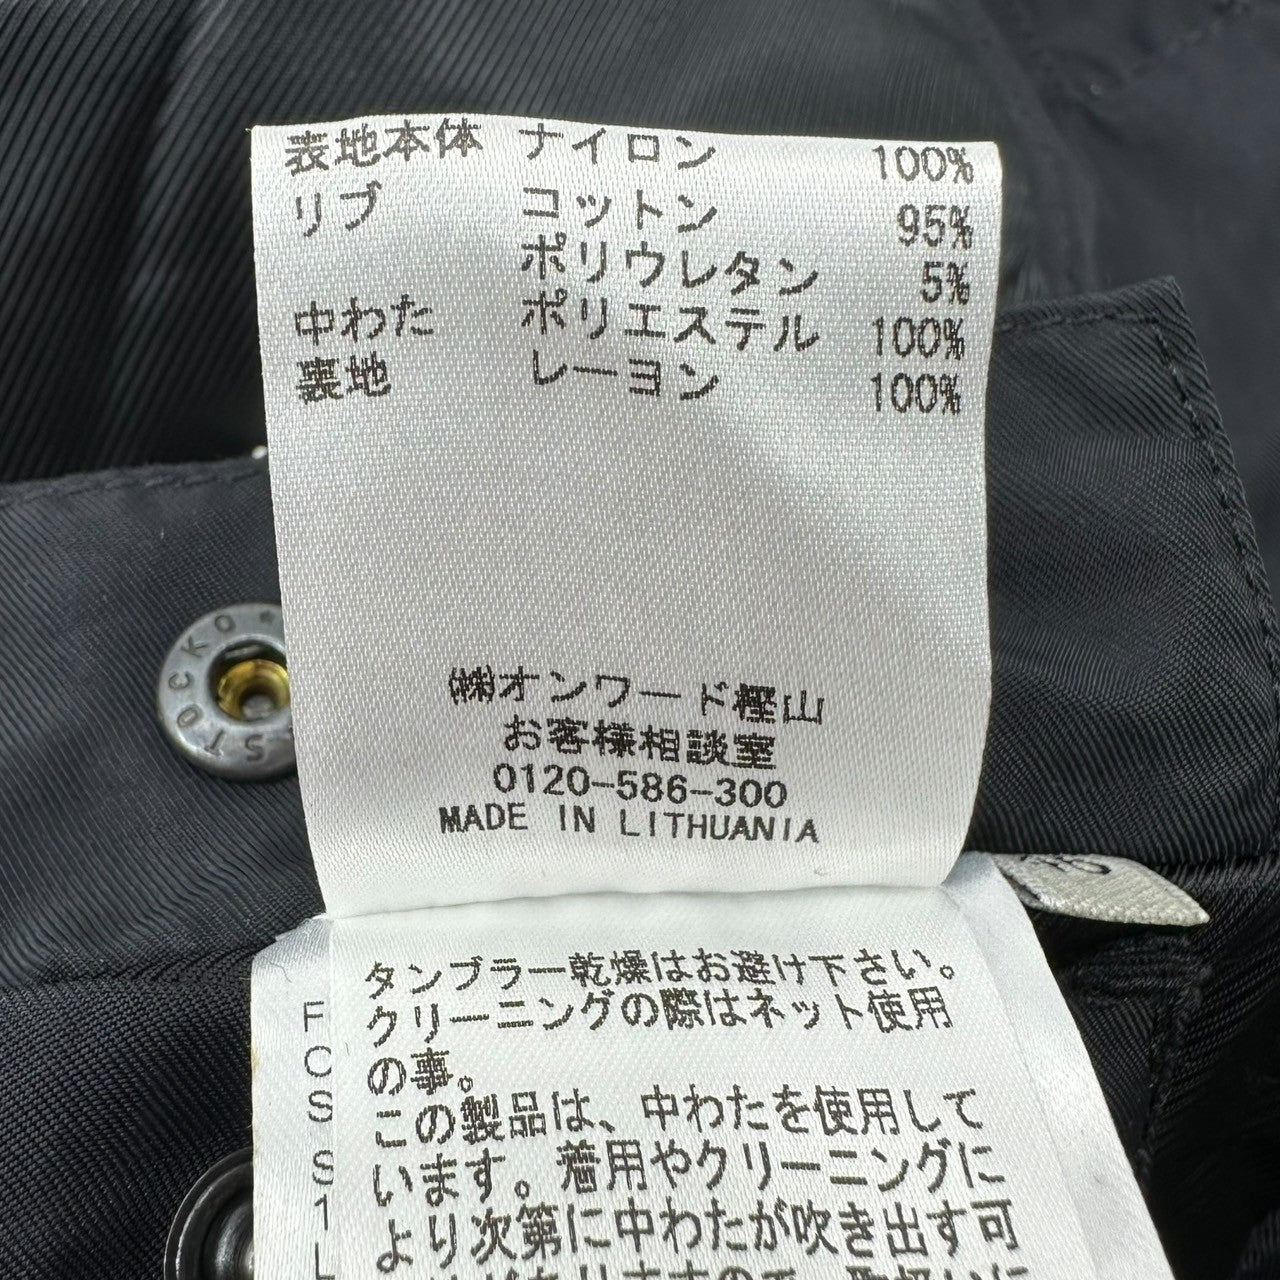 表地本体 ナイロン 100%
リブ コットン 95%
ポリウレタン 5%
中わた ポリエステル 100%
裏地 レーヨン 100%
STOCKO
㈱オンワード樫山
お客様相談室
0120-586-300
MADE IN LITHUANIA
タンブラー乾燥はお避け下さい。
クリーニングの際はネット使用
の事。
この製品は、中わたを使用して
います。着用やクリーニングに
より次第に中わたが吹き出す可